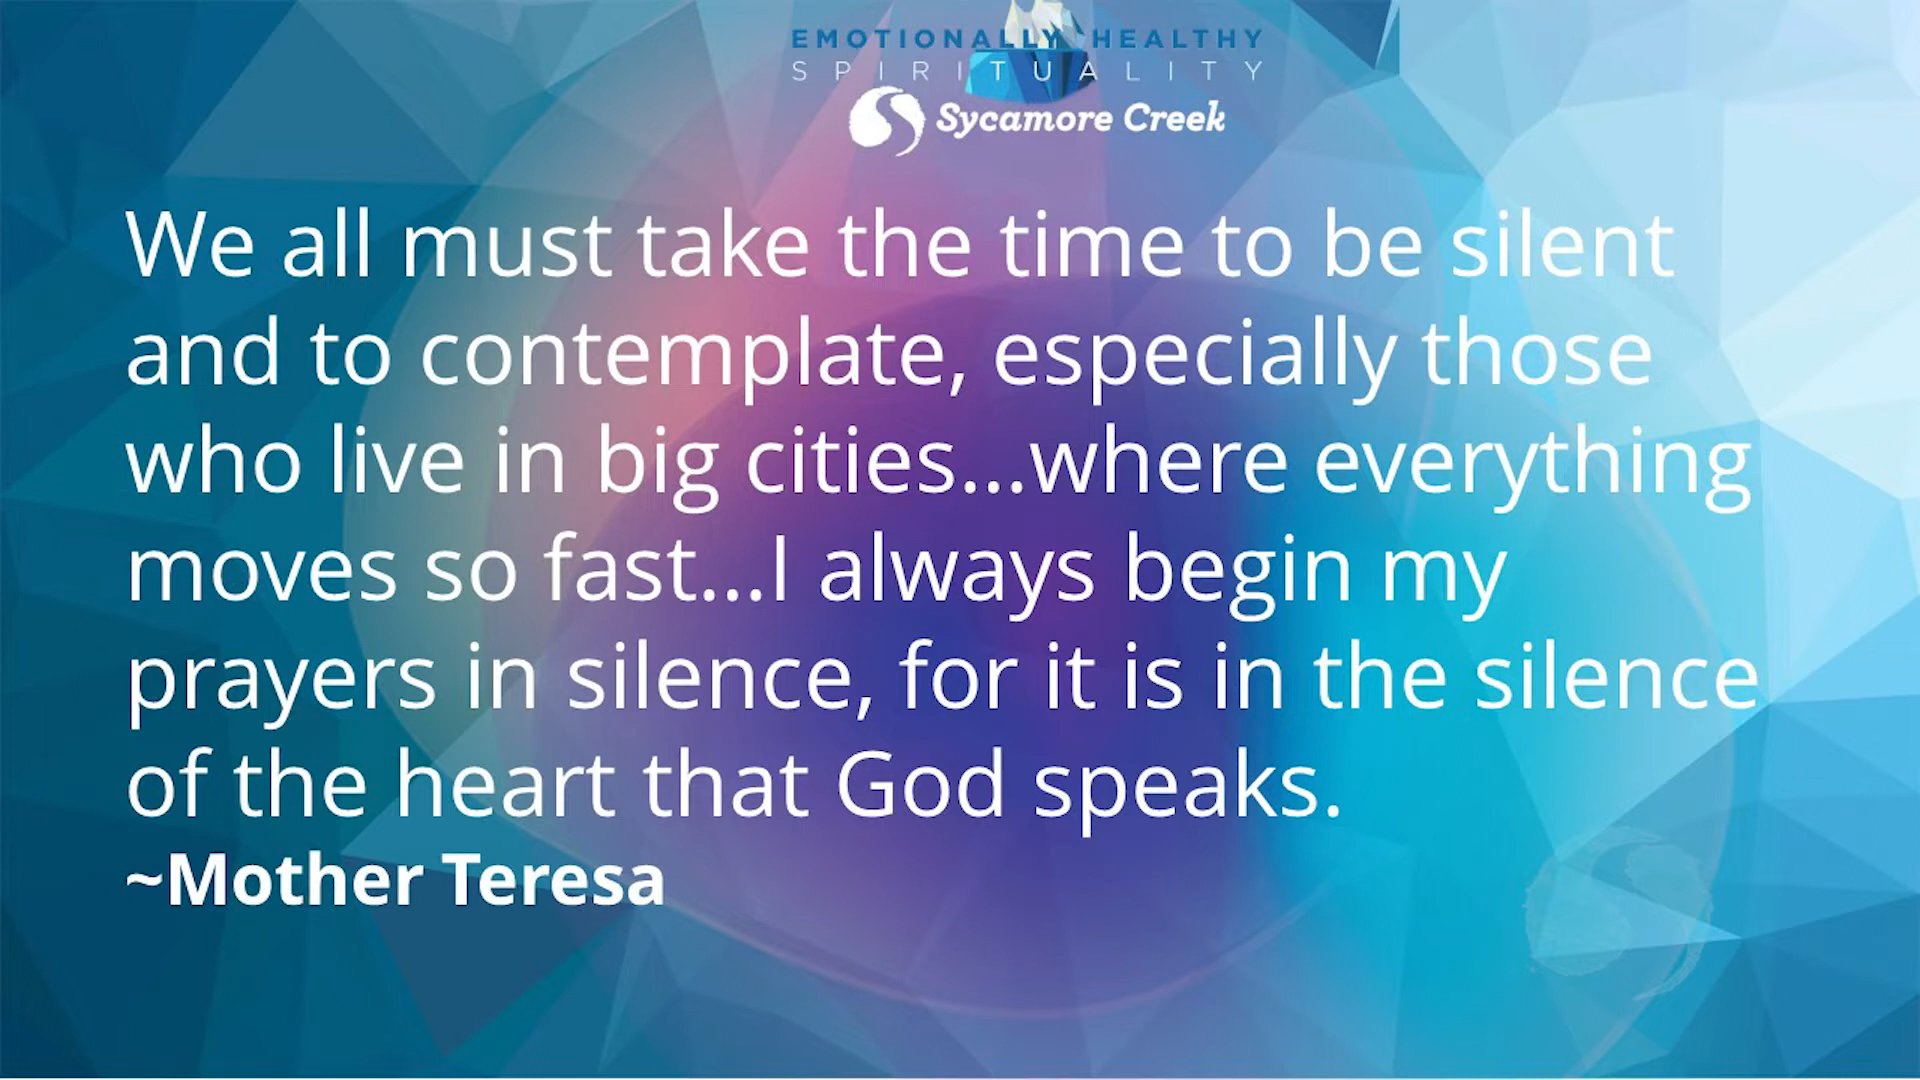 EMOTIONALLY HEALTHY
SPIRITUALITY
Sycamore Creek
We all must take the time to be silent
and to contemplate, especially those
who live in big cities...where everything
moves so fast...I always begin my
prayers in silence, for it is in the silence
of the heart that God speaks.
~Mother Teresa